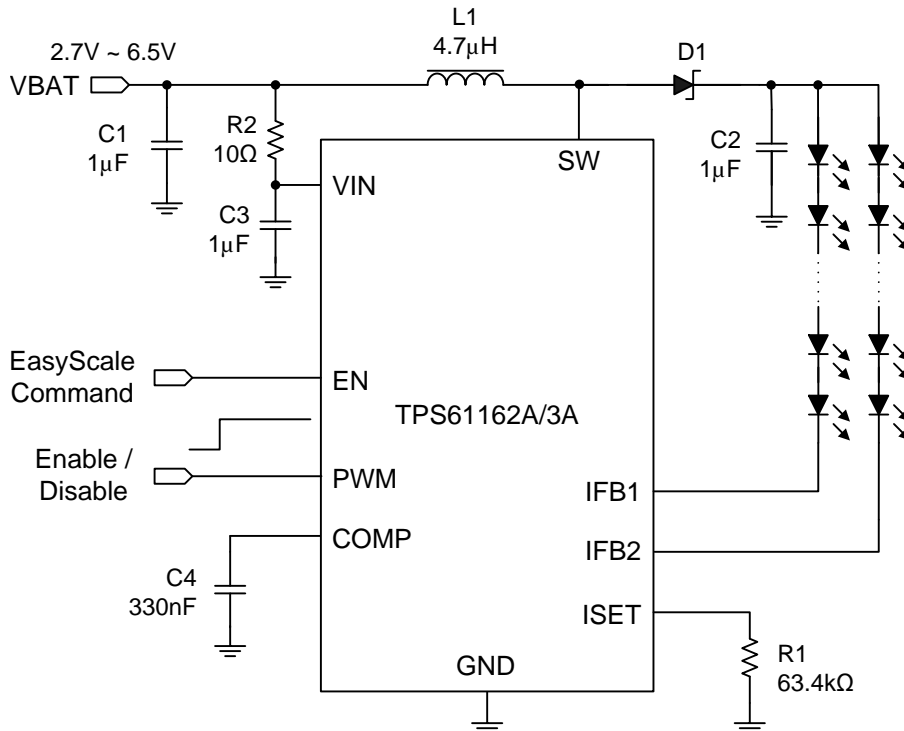 L1
4.7μH
2.7V ~ 6.5V
VBAT
D1
C1
1μF
R2
10Ω
SW
C2
1μF
VIN
C3
1μF
EasyScale
Command
EN
TPS61162A/3A
Enable /
Disable
PWM
IFB1
COMP
IFB2
C4
330nF
ISET
GND
R1
63.4kΩ